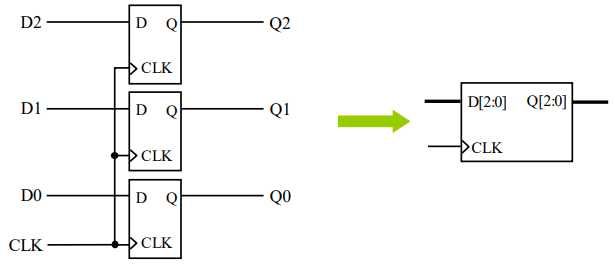 D2 D Q Q2
CLK
D1 D Q Q1
D[2:0] Q[2:0]
CLK
CLK
D0 D Q Q0
CLK CLK